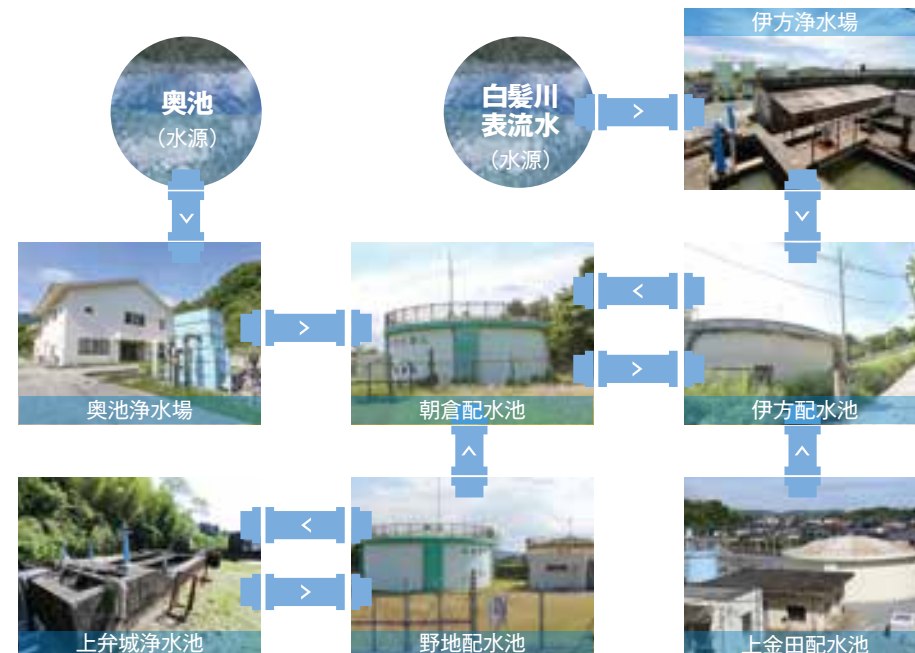 伊方浄水場
奥池
（水源）
白髪川
表流水
（水源）
奥池浄水場
朝倉配水池
伊方配水池
上弁城浄水池
野地配水池
上金田配水池